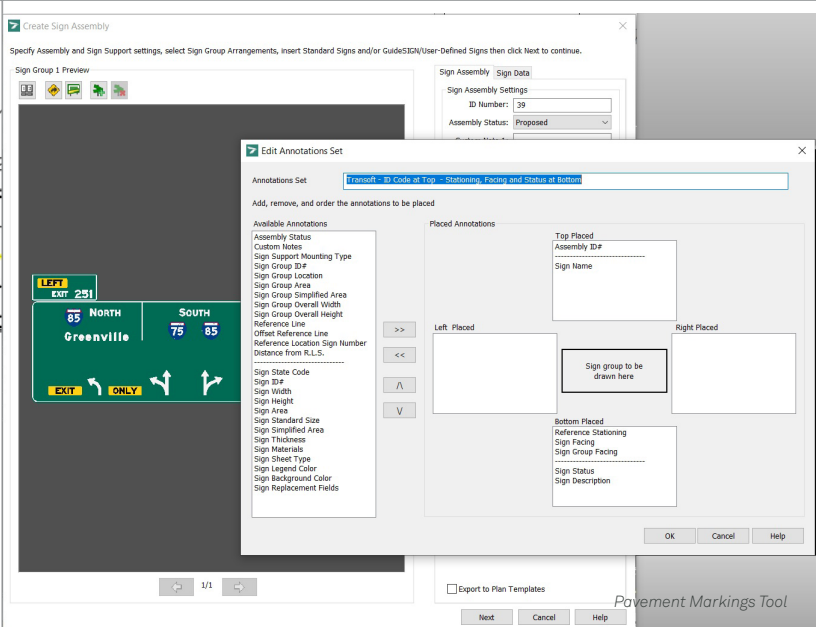 Create Sign Assembly
Specify Assembly and Sign Support settings, select Sign Group Arrangements, insert Standard Signs and/or GuideSIGN/User-Defined Signs then click Next to continue.
Sign Group 1 Preview
Sign Assembly Sign Data
Sign Assembly Settings
ID Number: 39
Assembly Status: Proposed
Edit Annotations Set
Annotations Set Transoft - ID Code at Top - Stationing, Facing and Status at Bottom
Add, remove, and order the annotations to be placed
Available Annotations
Assembly Status
Custom Notes
Sign Support Mounting Type
Sign Group ID#
Sign Group Location
Sign Group Area
Sign Group Simplified Area
Sign Group Overall Width
Sign Group Overall Height
Reference Line
Offset Reference Line
Reference Location Sign Number
Distance from R.L.S.
------------------------------
Sign State Code
Sign ID#
Sign Width
Sign Height
Sign Area
Sign Standard Size
Sign Simplified Area
Sign Thickness
Sign Materials
Sign Sheet Type
Sign Legend Color
Sign Background Color
Sign Replacement Fields
>>
<<
/\
\/
Placed Annotations
Top Placed
Assembly ID#
------------------------------
Sign Name
Left Placed
Sign group to be
drawn here
Right Placed
Bottom Placed
Reference Stationing
Sign Facing
Sign Group Facing
------------------------------
Sign Status
Sign Description
OK Cancel Help
LEFT
EXIT 251
85 NORTH
Greenville
SOUTH
75 85
EXIT ONLY
1/1
Export to Plan Templates
Pavement Markings Tool
Next Cancel Help